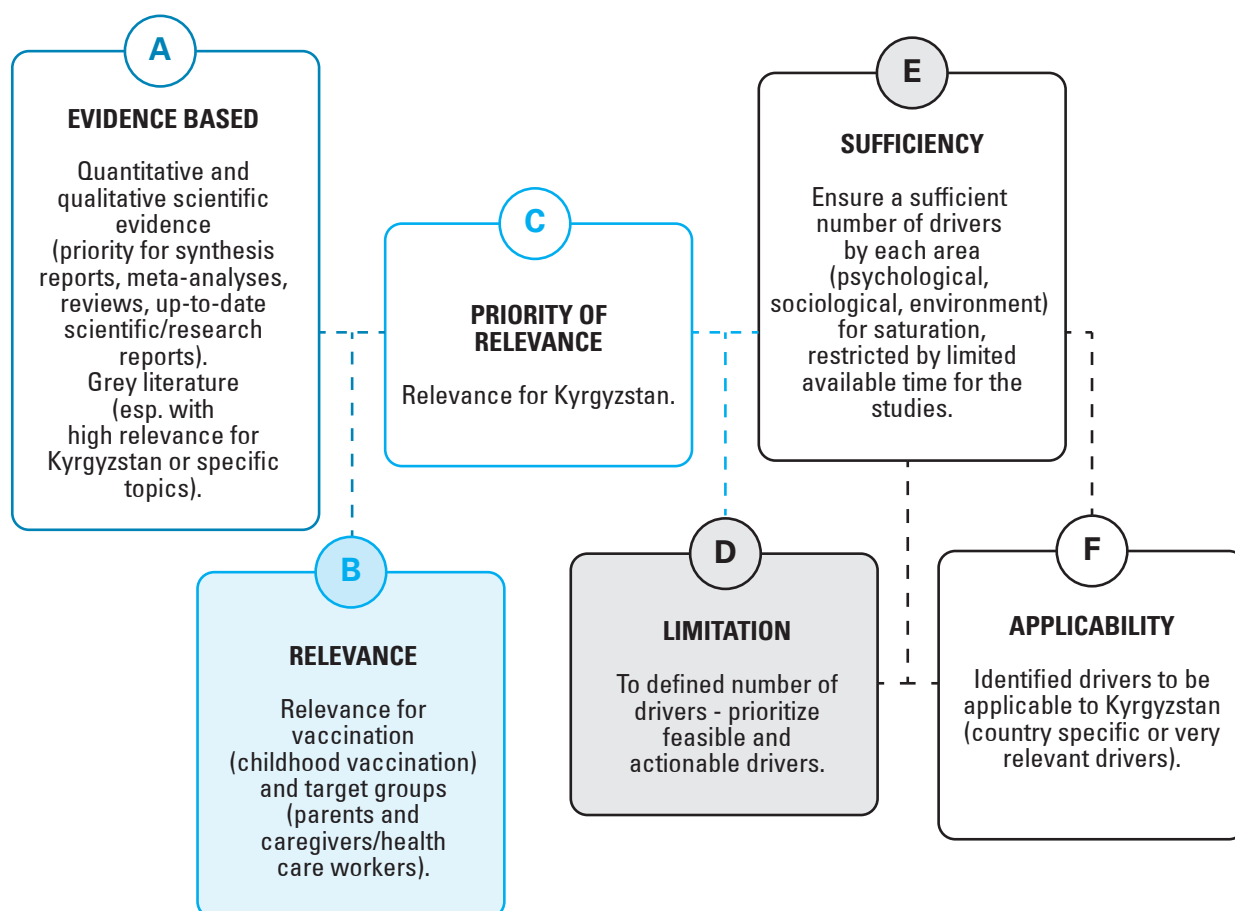 A
EVIDENCE BASED
Quantitative and
qualitative scientific
evidence
(priority for synthesis
reports, meta-analyses,
reviews, up-to-date
scientific/research
reports).
Grey literature
(esp. with
high relevance for
Kyrgyzstan or specific
topics).
B
RELEVANCE
Relevance for
vaccination
(childhood vaccination)
and target groups
(parents and
caregivers/health
care workers).
C
PRIORITY OF
RELEVANCE
Relevance for Kyrgyzstan.
D
LIMITATION
To defined number of
drivers - prioritize
feasible and
actionable drivers.
E
SUFFICIENCY
Ensure a sufficient
number of drivers
by each area
(psychological,
sociological, environment)
for saturation,
restricted by limited
available time for the
studies.
F
APPLICABILITY
Identified drivers to be
applicable to Kyrgyzstan
(country specific or very
relevant drivers).